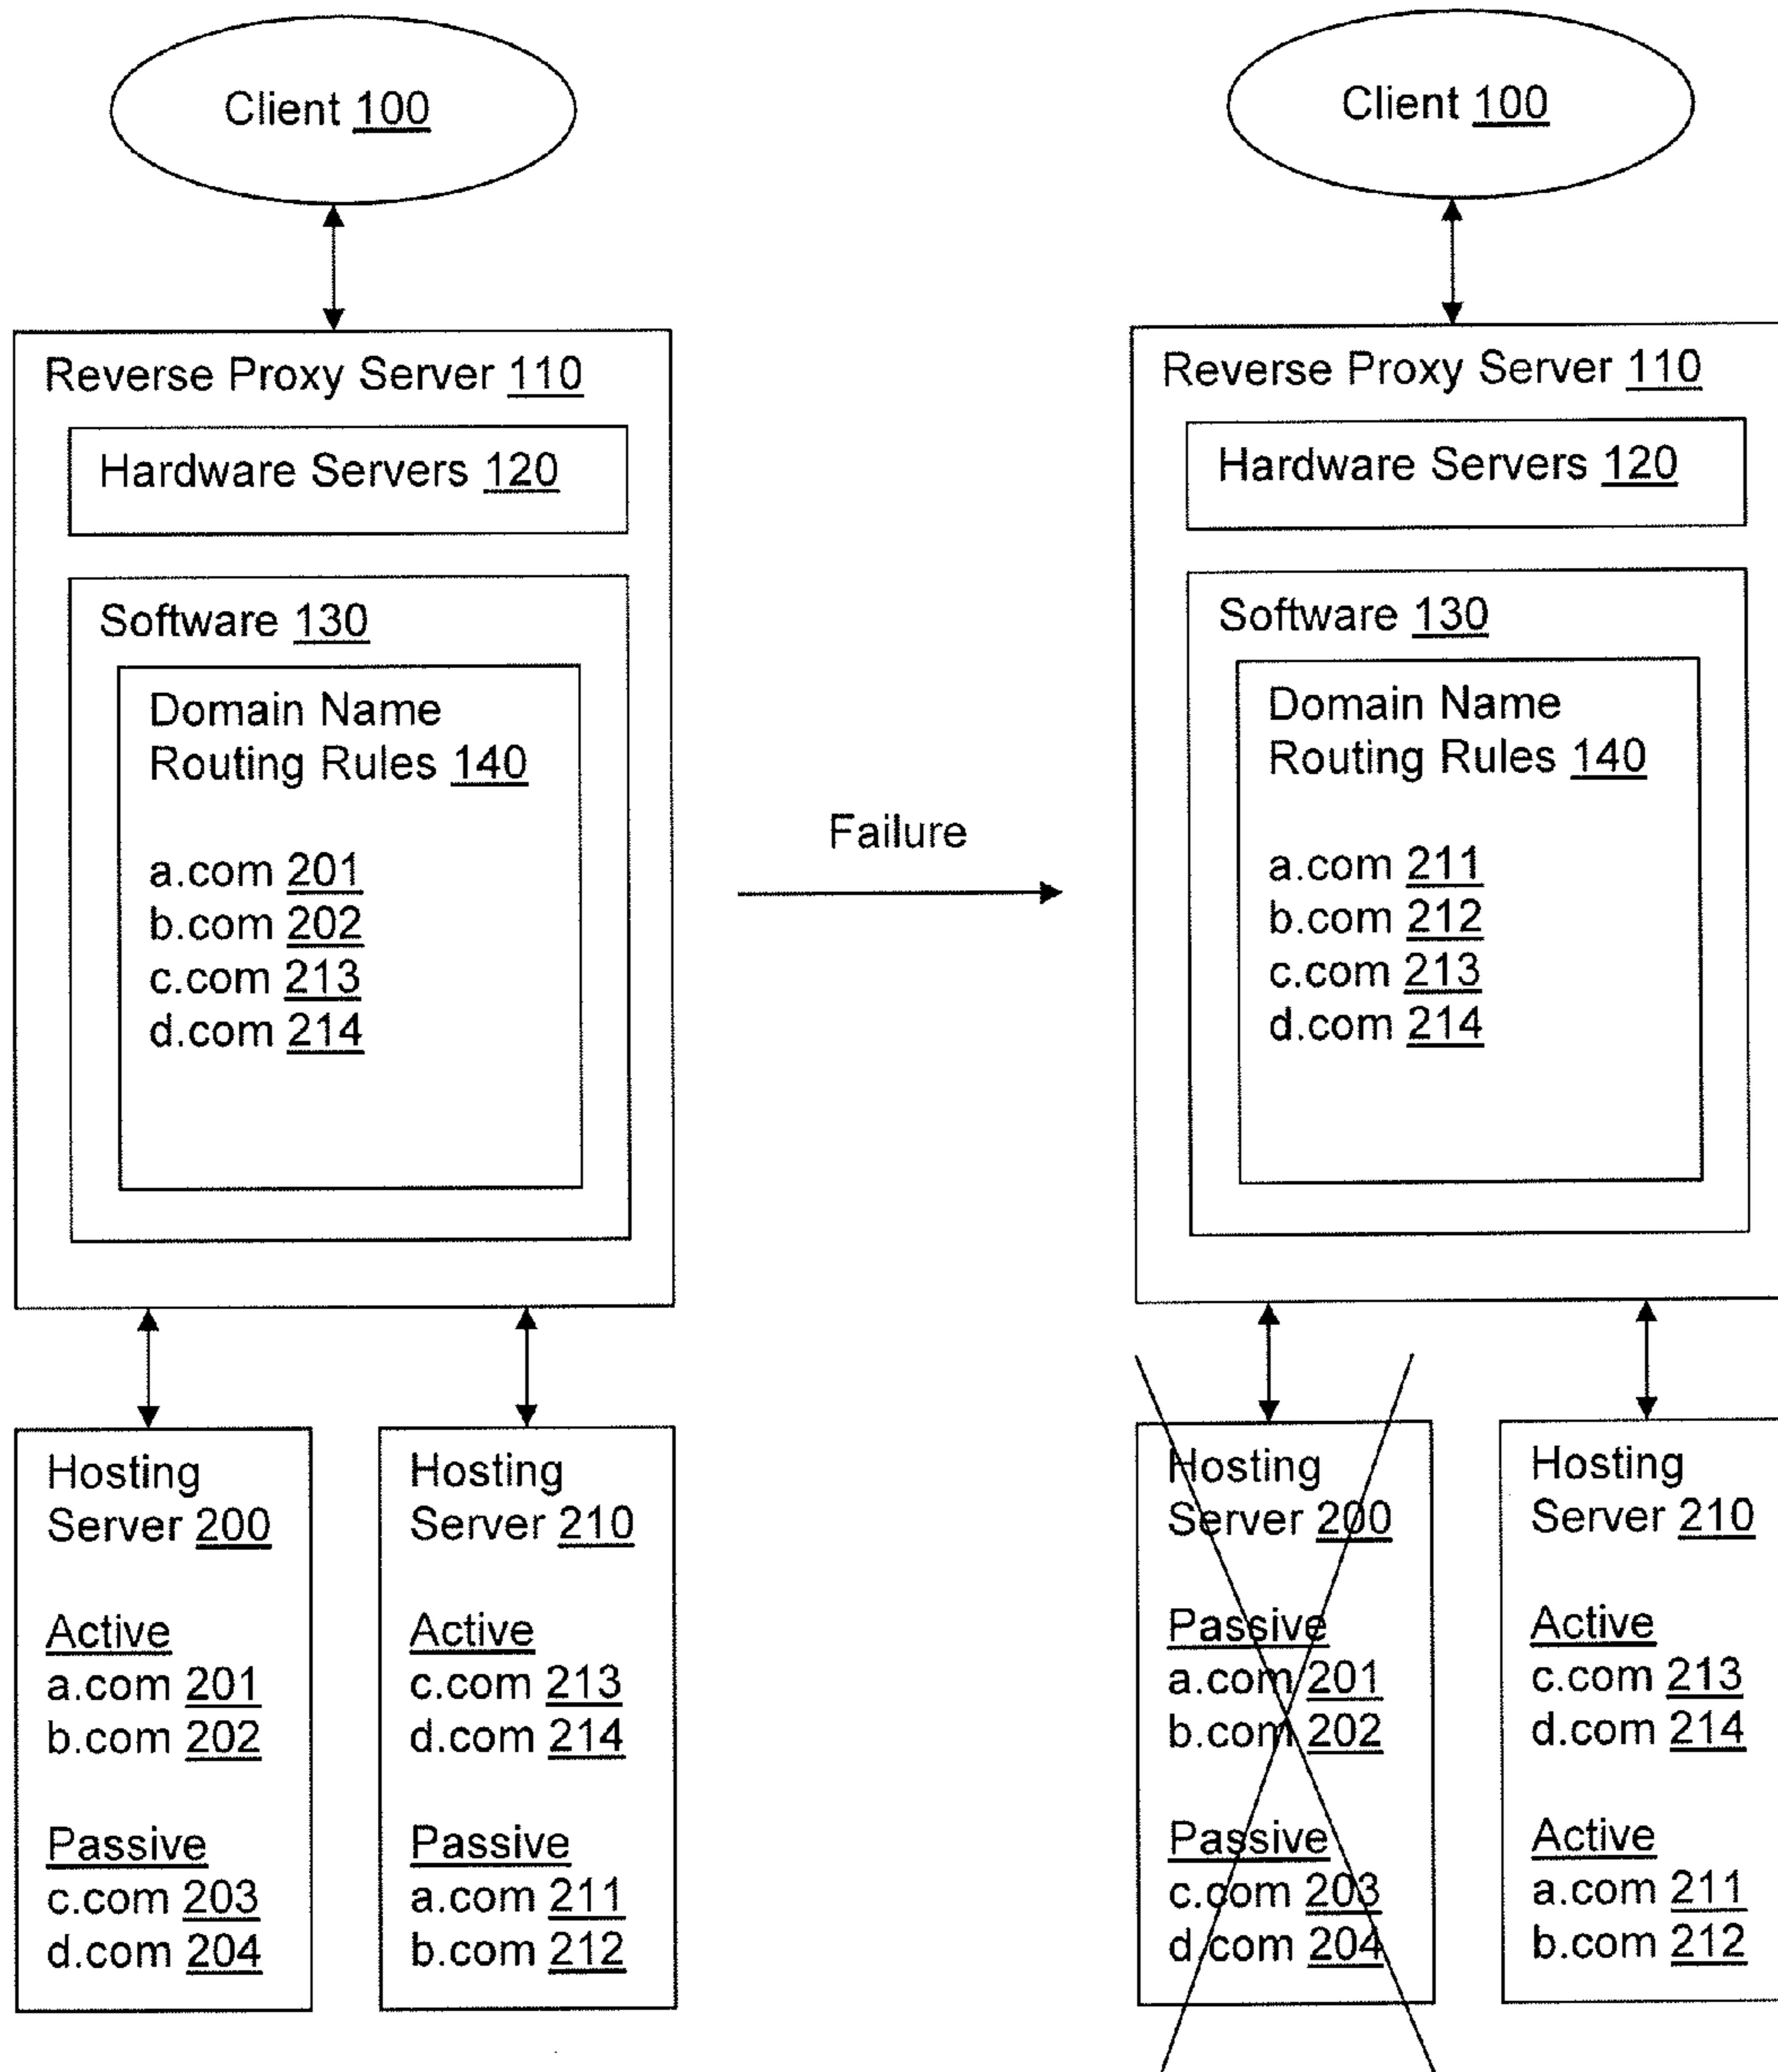 Client 100
Reverse Proxy Server 110
Hardware Servers 120
Software 130
Domain Name
Routing Rules 140
a.com 201
b.com 202
c.com 213
d.com 214
Hosting
Server 200
Active
a.com 201
b.com 202
Passive
c.com 203
d.com 204
Hosting
Server 210
Active
c.com 213
d.com 214
Passive
a.com 211
b.com 212
Failure
Client 100
Reverse Proxy Server 110
Hardware Servers 120
Software 130
Domain Name
Routing Rules 140
a.com 211
b.com 212
c.com 213
d.com 214
Hosting
Server 200
Passive
a.com 201
b.com 202
Passive
c.com 203
d.com 204
Hosting
Server 210
Active
c.com 213
d.com 214
Active
a.com 211
b.com 212